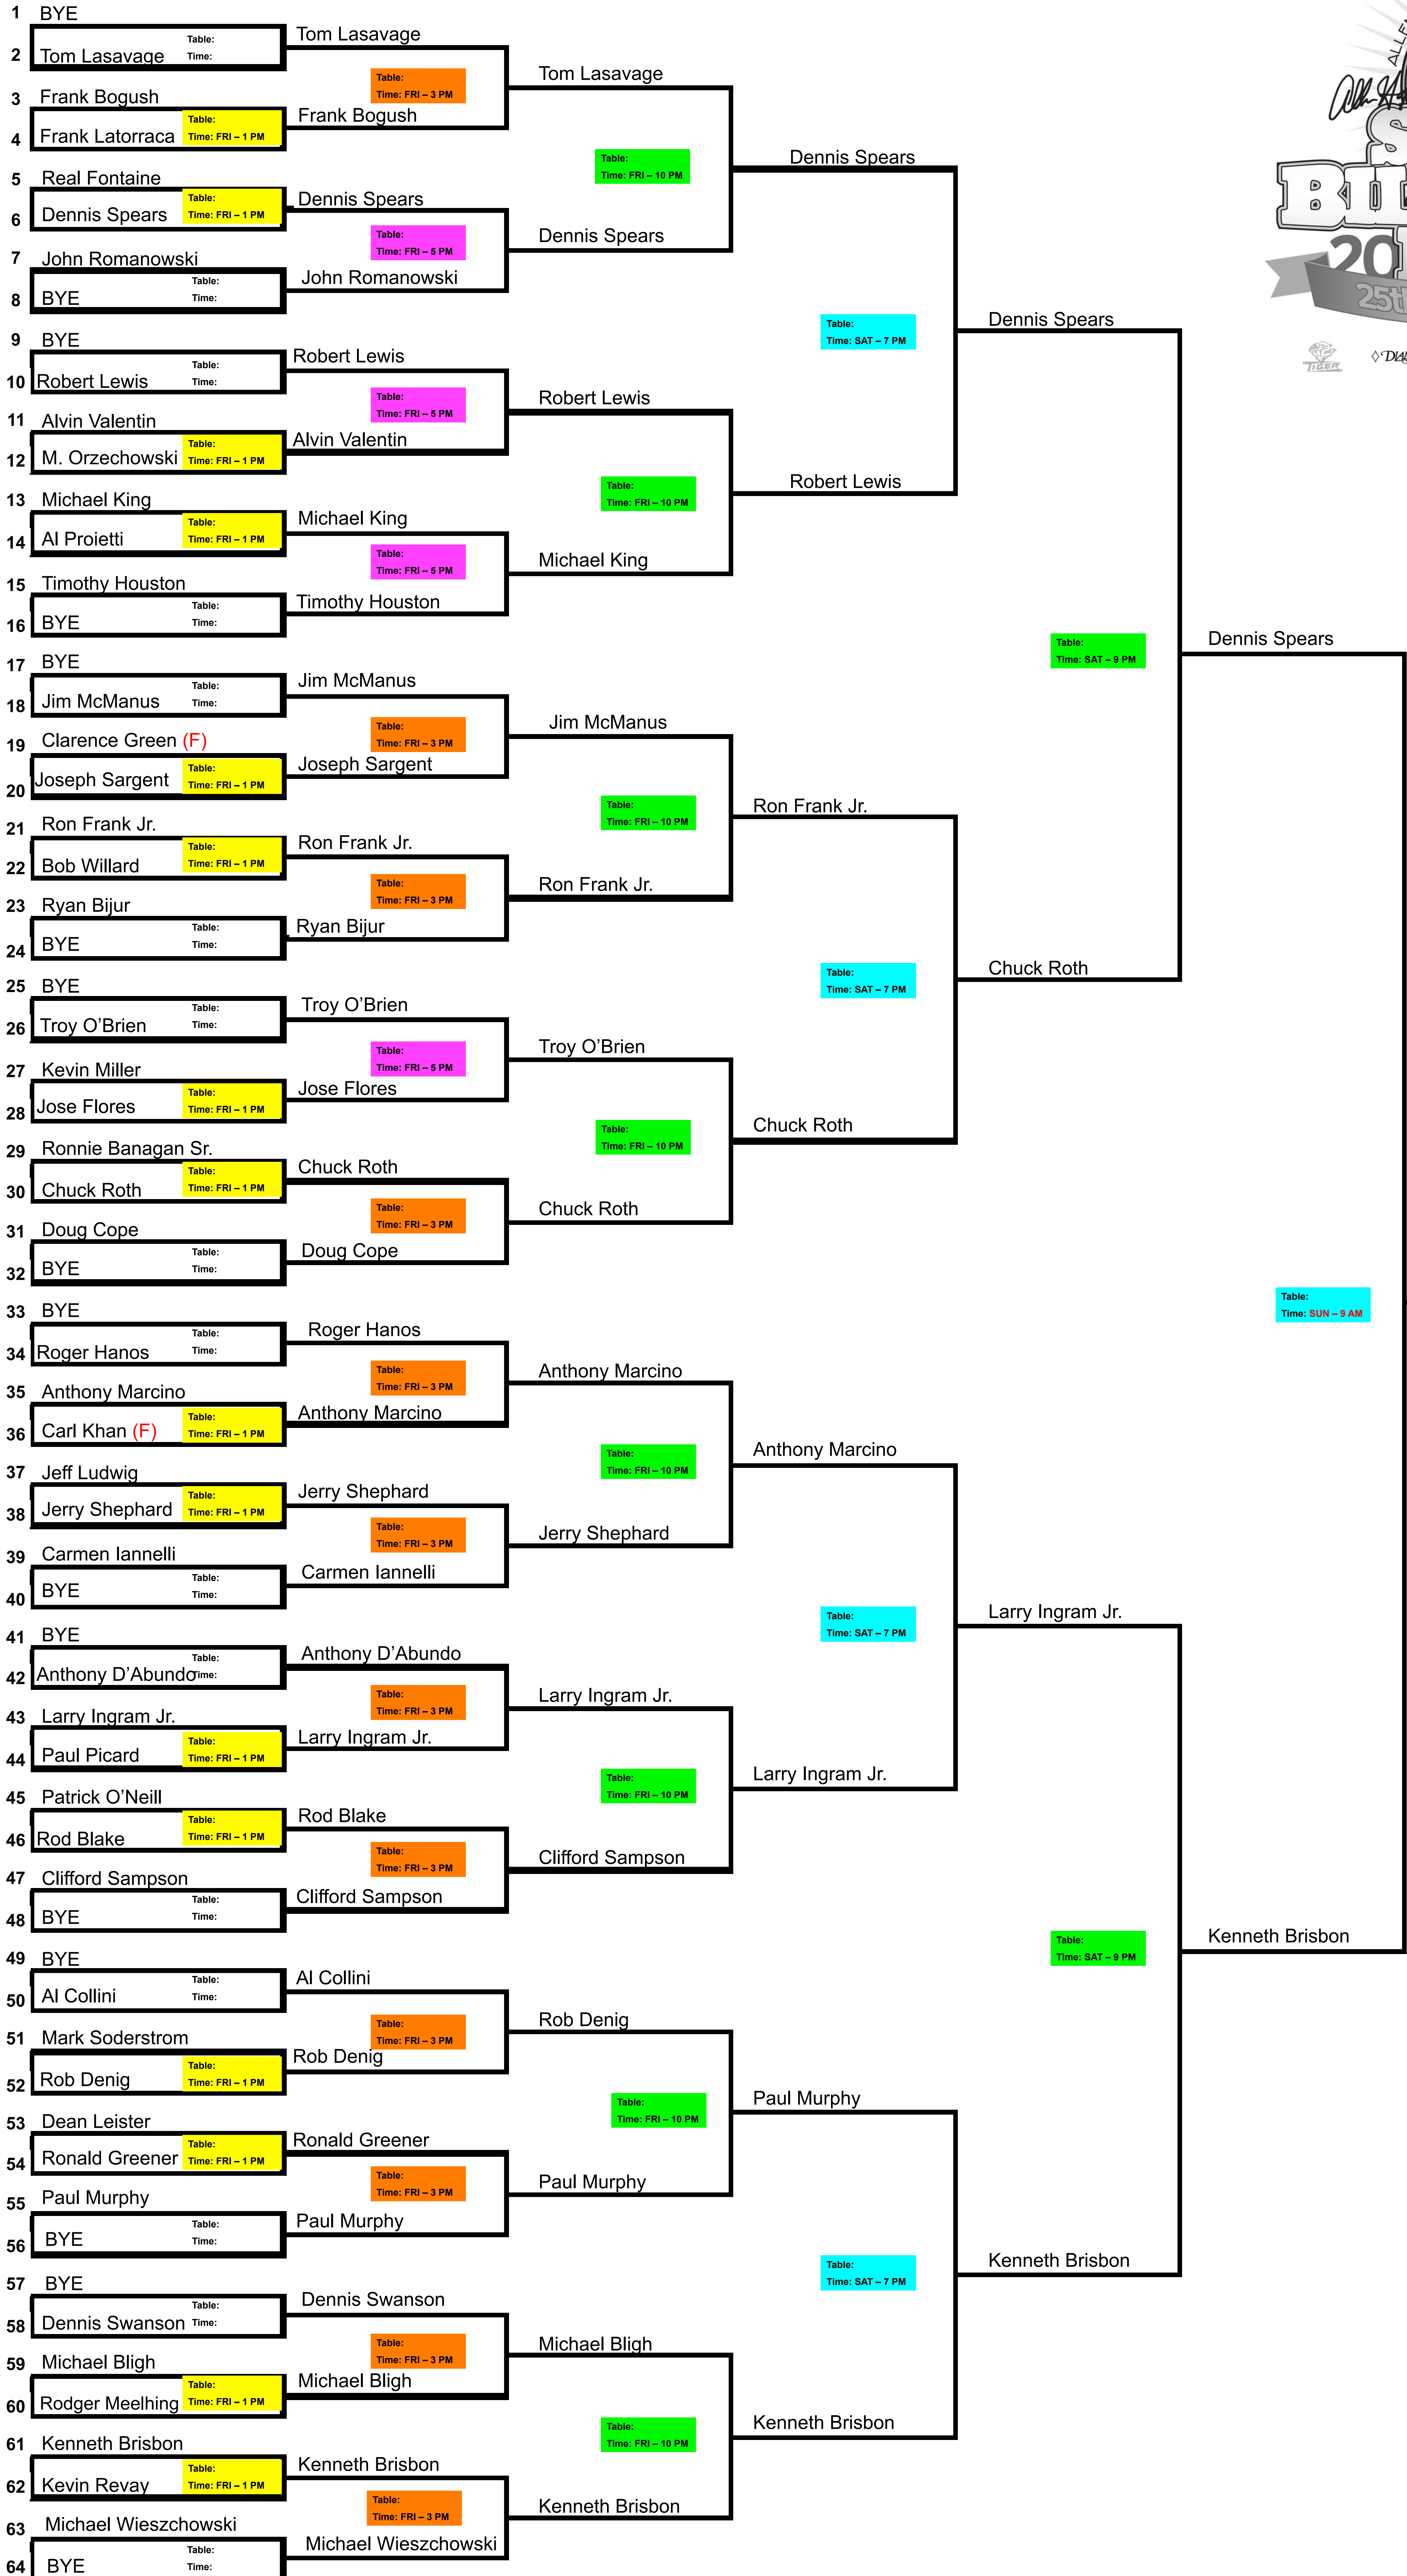 1 BYE
Table:
2 Tom Lasavage Time:
3 Frank Bogush
Table:
4 Frank Latorraca Time: FRI – 1 PM
5 Real Fontaine
Table:
6 Dennis Spears Time: FRI – 1 PM
7 John Romanowski
Table:
8 BYE Time:
9 BYE
Table:
10 Robert Lewis Time:
11 Alvin Valentin
Table:
12 M. Orzechowski Time: FRI – 1 PM
13 Michael King
Table:
14 Al Proietti Time: FRI – 1 PM
15 Timothy Houston
Table:
16 BYE Time:
17 BYE
Table:
18 Jim McManus Time:
19 Clarence Green (F)
Table:
20 Joseph Sargent Time: FRI – 1 PM
21 Ron Frank Jr.
Table:
22 Bob Willard Time: FRI – 1 PM
23 Ryan Bijur
Table:
24 BYE Time:
25 BYE
Table:
26 Troy O’Brien Time:
27 Kevin Miller
Table:
28 Jose Flores Time: FRI – 1 PM
29 Ronnie Banagan Sr.
Table:
30 Chuck Roth Time: FRI – 1 PM
31 Doug Cope
Table:
32 BYE Time:
33 BYE
Table:
34 Roger Hanos Time:
35 Anthony Marcino
Table:
36 Carl Khan (F) Time: FRI – 1 PM
37 Jeff Ludwig
Table:
38 Jerry Shephard Time: FRI – 1 PM
39 Carmen Iannelli
Table:
40 BYE Time:
41 BYE
Table:
42 Anthony D’Abundo Time:
43 Larry Ingram Jr.
Table:
44 Paul Picard Time: FRI – 1 PM
45 Patrick O’Neill
Table:
46 Rod Blake Time: FRI – 1 PM
47 Clifford Sampson
Table:
48 BYE Time:
49 BYE
Table:
50 Al Collini Time:
51 Mark Soderstrom
Table:
52 Rob Denig Time: FRI – 1 PM
53 Dean Leister
Table:
54 Ronald Greener Time: FRI – 1 PM
55 Paul Murphy
Table:
56 BYE Time:
57 BYE
Table:
58 Dennis Swanson Time:
59 Michael Bligh
Table:
60 Rodger Meelhing Time: FRI – 1 PM
61 Kenneth Brisbon
Table:
62 Kevin Revay Time: FRI – 1 PM
63 Michael Wieszchowski
Table:
64 BYE Time:
Tom Lasavage
Table:
Time: FRI – 3 PM
Frank Bogush
Dennis Spears
Table:
Time: FRI – 5 PM
John Romanowski
Robert Lewis
Table:
Time: FRI – 5 PM
Alvin Valentin
Michael King
Table:
Time: FRI – 5 PM
Timothy Houston
Jim McManus
Table:
Time: FRI – 3 PM
Joseph Sargent
Ron Frank Jr.
Table:
Time: FRI – 3 PM
Ryan Bijur
Troy O’Brien
Table:
Time: FRI – 5 PM
Jose Flores
Chuck Roth
Table:
Time: FRI – 3 PM
Doug Cope
Roger Hanos
Table:
Time: FRI – 3 PM
Anthony Marcino
Jerry Shephard
Table:
Time: FRI – 3 PM
Carmen Iannelli
Anthony D’Abundo
Table:
Time: FRI – 3 PM
Larry Ingram Jr.
Rod Blake
Table:
Time: FRI – 3 PM
Clifford Sampson
Al Collini
Table:
Time: FRI – 3 PM
Rob Denig
Ronald Greener
Table:
Time: FRI – 3 PM
Paul Murphy
Dennis Swanson
Table:
Time: FRI – 3 PM
Michael Bligh
Kenneth Brisbon
Table:
Time: FRI – 3 PM
Michael Wieszchowski
Tom Lasavage
Table:
Time: FRI – 10 PM
Dennis Spears
Robert Lewis
Table:
Time: FRI – 10 PM
Michael King
Jim McManus
Table:
Time: FRI – 10 PM
Ron Frank Jr.
Troy O’Brien
Table:
Time: FRI – 10 PM
Chuck Roth
Anthony Marcino
Table:
Time: FRI – 10 PM
Jerry Shephard
Larry Ingram Jr.
Table:
Time: FRI – 10 PM
Clifford Sampson
Rob Denig
Table:
Time: FRI – 10 PM
Paul Murphy
Michael Bligh
Table:
Time: FRI – 10 PM
Kenneth Brisbon
Dennis Spears
Table:
Time: SAT – 7 PM
Robert Lewis
Ron Frank Jr.
Table:
Time: SAT – 7 PM
Chuck Roth
Anthony Marcino
Table:
Time: SAT – 7 PM
Larry Ingram Jr.
Paul Murphy
Table:
Time: SAT – 7 PM
Kenneth Brisbon
Dennis Spears
Table:
Time: SAT – 9 PM
Chuck Roth
Larry Ingram Jr.
Table:
Time: SAT – 9 PM
Kenneth Brisbon
Dennis Spears
Table:
Time: SUN – 9 AM
Kenneth Brisbon
20
25th
TIGER